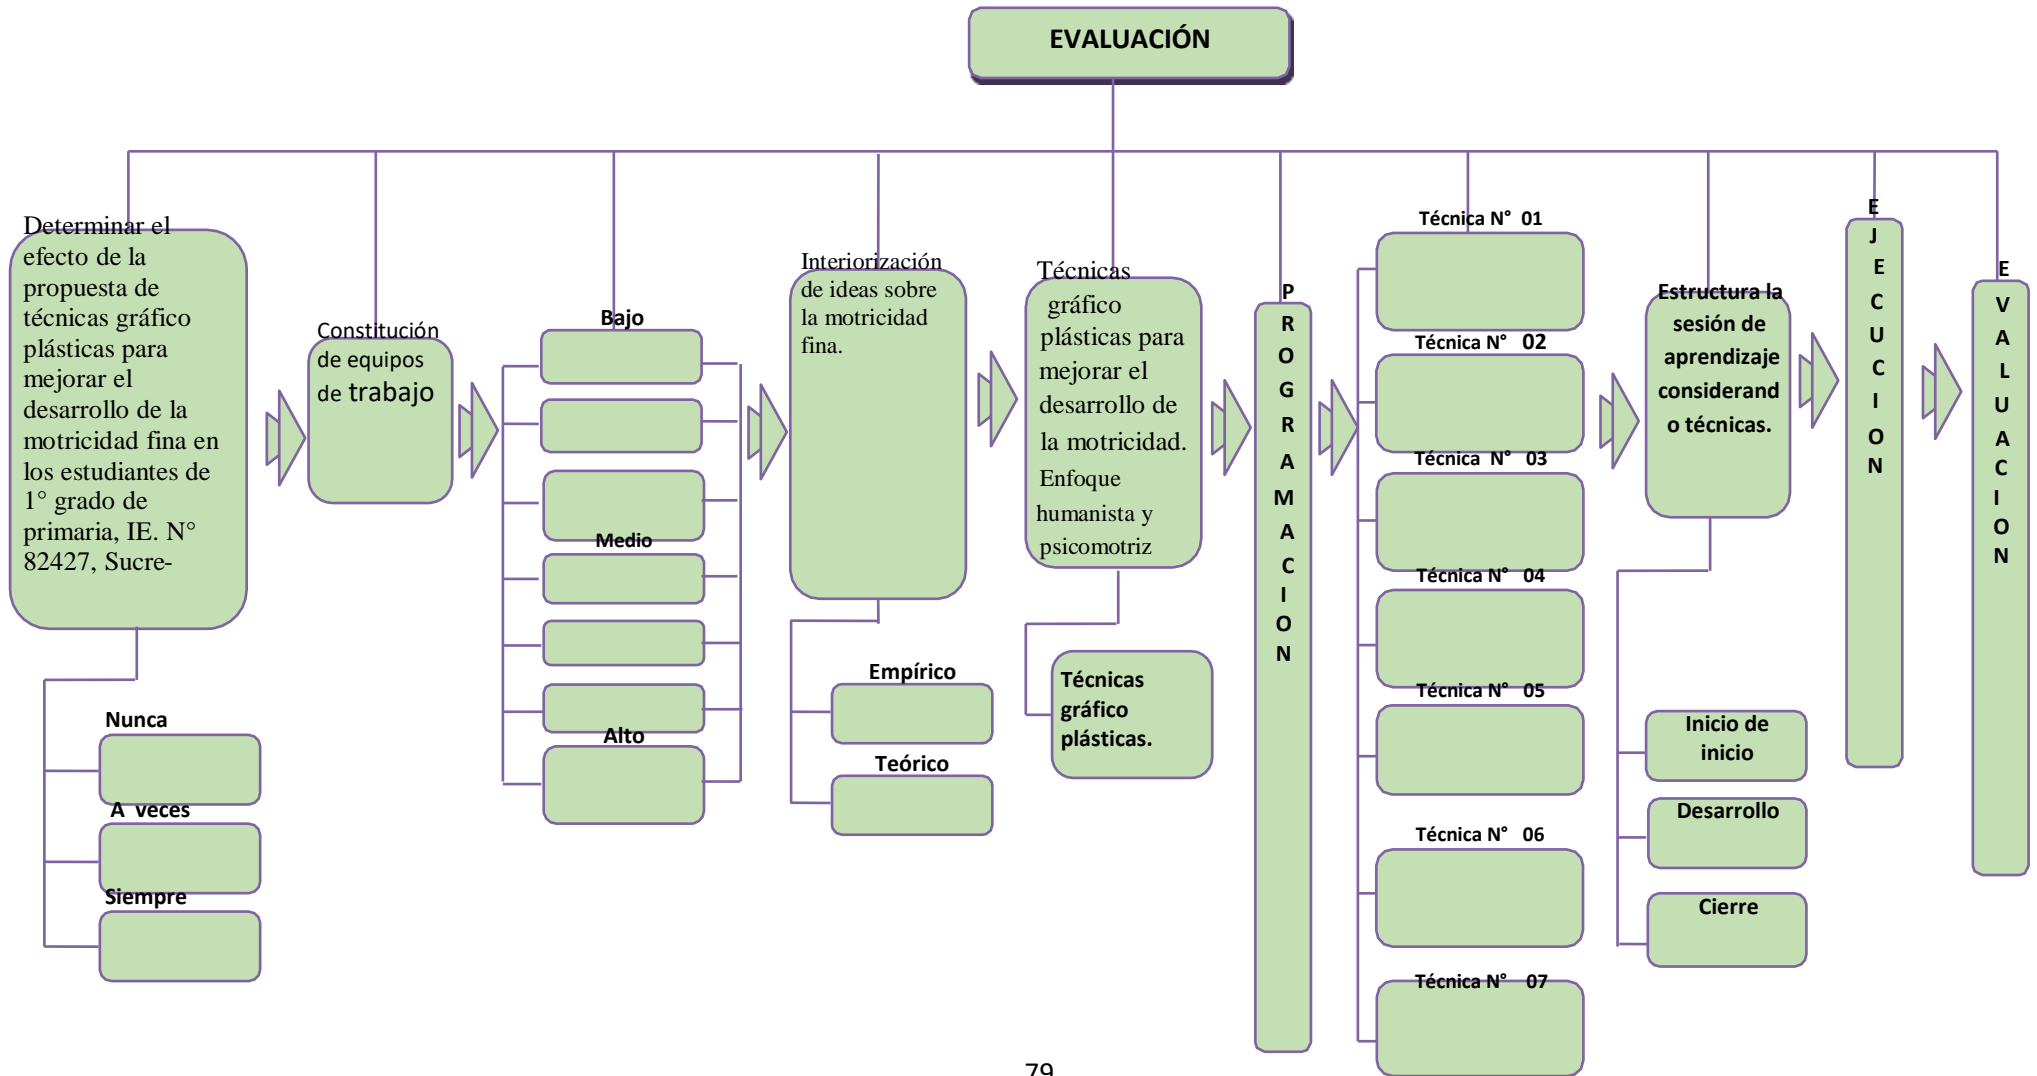 EVALUACIÓN
Determinar el
efecto de la
propuesta de
técnicas gráfico
plásticas para
mejorar el
desarrollo de la
motricidad fina en
los estudiantes de
1° grado de
primaria, IE. N°
82427, Sucre-
Nunca
A veces
Siempre
Constitución
de equipos
de trabajo
Bajo
Medio
Alto
Interiorización
de ideas sobre
la motricidad
fina.
Empírico
Teórico
Técnicas
gráfico
plásticas para
mejorar el
desarrollo de
la motricidad.
Enfoque
humanista y
psicomotriz
Técnicas
gráfico
plásticas.
P
R
O
G
R
A
M
A
C
I
O
N
Técnica N° 01
Técnica N° 02
Técnica N° 03
Técnica N° 04
Técnica N° 05
Técnica N° 06
Técnica N° 07
Estructura la
sesión de
aprendizaje
considerand
o técnicas.
Inicio de
inicio
Desarrollo
Cierre
E
J
E
C
U
C
I
O
N
E
V
A
L
U
A
C
I
O
N
79